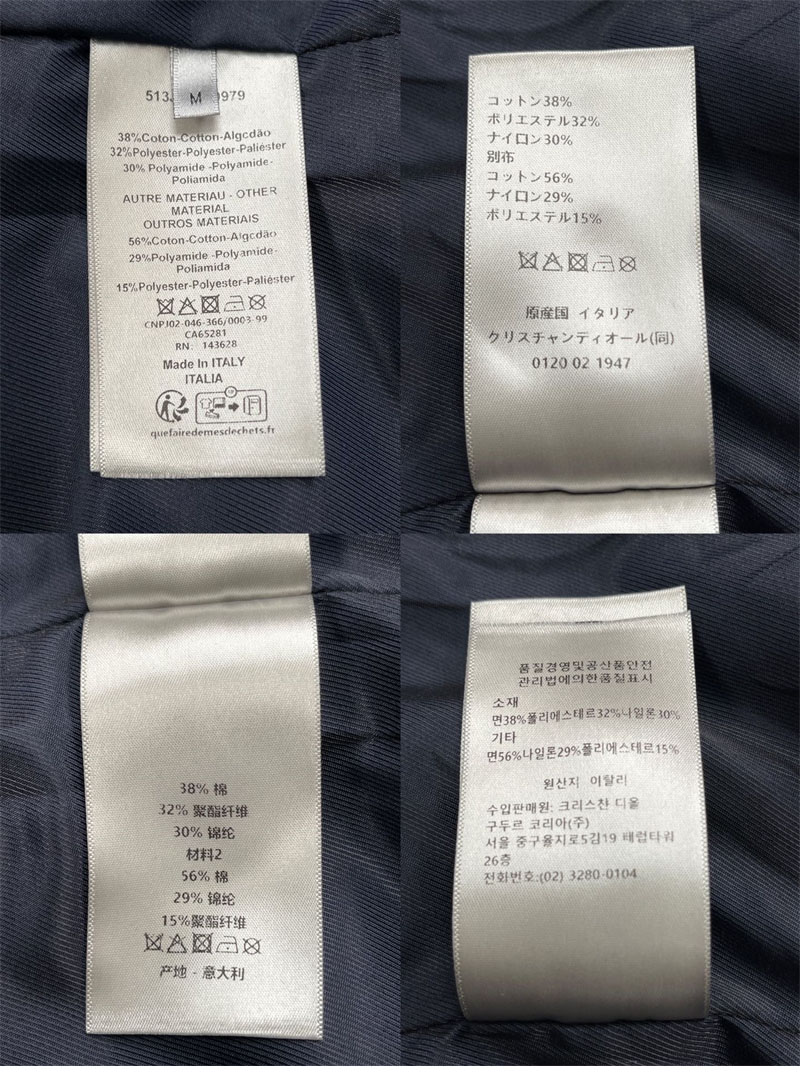 M
979
38%Coton-Cotton-Algcdão
32%Polyester-Polyester-Paliéster
30% Polyamide -Polyamide-
Poliamida
AUTRE MATERIAU - OTHER
MATERIAL
OUTROS MATERIAIS
56%Coton-Cotton-Algcdão
29%Polyamide -Polyamide-
Poliamida
15%Polyester-Polyester-Paliéster
CNPJ02-046-366/0003-99
CA65281
RN: 143628
Made In ITALY
ITALIA
FR
quefairedemesdechets.fr
コットン38%
ポリエステル32%
ナイロン30%
別布
コットン56%
ナイロン29%
ポリエステル15%
原産国 イタリア
クリスチャンディオール(同)
0120 02 1947
38% 棉
32% 聚酯纤维
30% 锦纶
材料2
56% 棉
29% 锦纶
15%聚酯纤维
产地 - 意大利
품질경영및공산품안전
관리법에의한품질표시
소재
면38%폴리에스테르32%나일론30%
기타
면56%나일론29%폴리에스테르15%
원산지 이탈리
수입판매원: 크리스챤 디올
구두르 코리아(주)
서울 중구율지로5김19 태럽타워
26층
전화번호:(02) 3280-0104